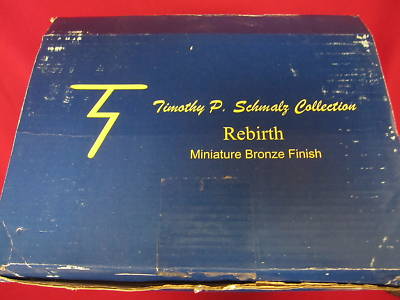 Timothy P. Schmalz Collection
Rebirth
Miniature Bronze Finish